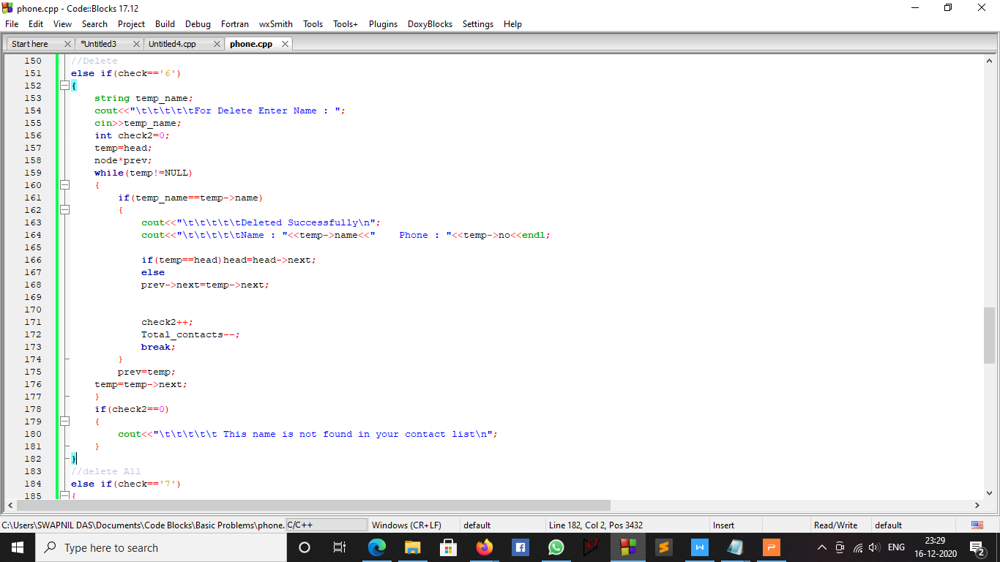 phone.cpp - Code::Blocks 17.12
File Edit View Search Project Build Debug Fortran wxSmith Tools Tools+ Plugins DoxyBlocks Settings Help
Start here *Untitled3 Untitled4.cpp phone.cpp
150 //Delete
151 else if(check=='6')
152 {
153 string temp_name;
154 cout<<"\t\t\t\t\tFor Delete Enter Name : ";
155 cin>>temp_name;
156 int check2=0;
157 temp=head;
158 node*prev;
159 while(temp!=NULL)
160 {
161 if(temp_name==temp->name)
162 {
163 cout<<"\t\t\t\t\tDeleted Successfully\n";
164 cout<<"\t\t\t\t\tName : "<<temp->name<<"    Phone : "<<temp->no<<endl;
165
166 if(temp==head)head=head->next;
167 else
168 prev->next=temp->next;
169
170
171 check2++;
172 Total_contacts--;
173 break;
174 }
175 prev=temp;
176 temp=temp->next;
177 }
178 if(check2==0)
179 {
180 cout<<"\t\t\t\t\t This name is not found in your contact list\n";
181 }
182 }
183 //delete All
184 else if(check=='7')
185 {
C:\Users\SWAPNIL DAS\Documents\Code Blocks\Basic Problems\phone. C/C++ Windows (CR+LF) default Line 182, Col 2, Pos 3432 Insert Read/Write default
Type here to search ENG 23:29
16-12-2020 2